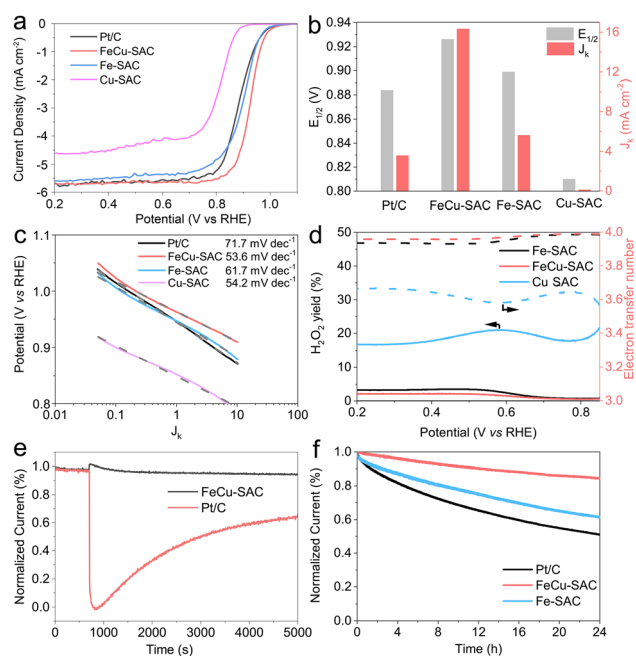 a
Pt/C
FeCu-SAC
Fe-SAC
Cu-SAC
0
-1
-2
-3
-4
-5
-6
0.2 0.4 0.6 0.8 1.0
Current Density (mA cm⁻²)
Potential (V vs RHE)
b
E₁/₂
Jₖ
0.94
0.92
0.90
0.88
0.86
0.84
0.82
0.80
E₁/₂ (V)
16
12
8
4
0
Jₖ (mA cm⁻²)
Pt/C FeCu-SAC Fe-SAC Cu-SAC
c
Pt/C 71.7 mV dec⁻¹
FeCu-SAC 53.6 mV dec⁻¹
Fe-SAC 61.7 mV dec⁻¹
Cu-SAC 54.2 mV dec⁻¹
1.1
1.0
0.9
0.8
0.01 0.1 1 10 100
Potential (V vs RHE)
Jₖ
d
Fe-SAC
FeCu-SAC
Cu SAC
50
40
30
20
10
0
H₂O₂ yield (%)
4.0
3.8
3.6
3.4
3.2
3.0
Electron transfer number
0.2 0.4 0.6 0.8
Potential (V vs RHE)
e
FeCu-SAC
Pt/C
1.0
0.8
0.6
0.4
0.2
0.0
0 1000 2000 3000 4000 5000
Normalized Current (%)
Time (s)
f
Pt/C
FeCu-SAC
Fe-SAC
1.0
0.8
0.6
0.4
0.2
0.0
0 4 8 12 16 20 24
Normalized Current (%)
Time (h)